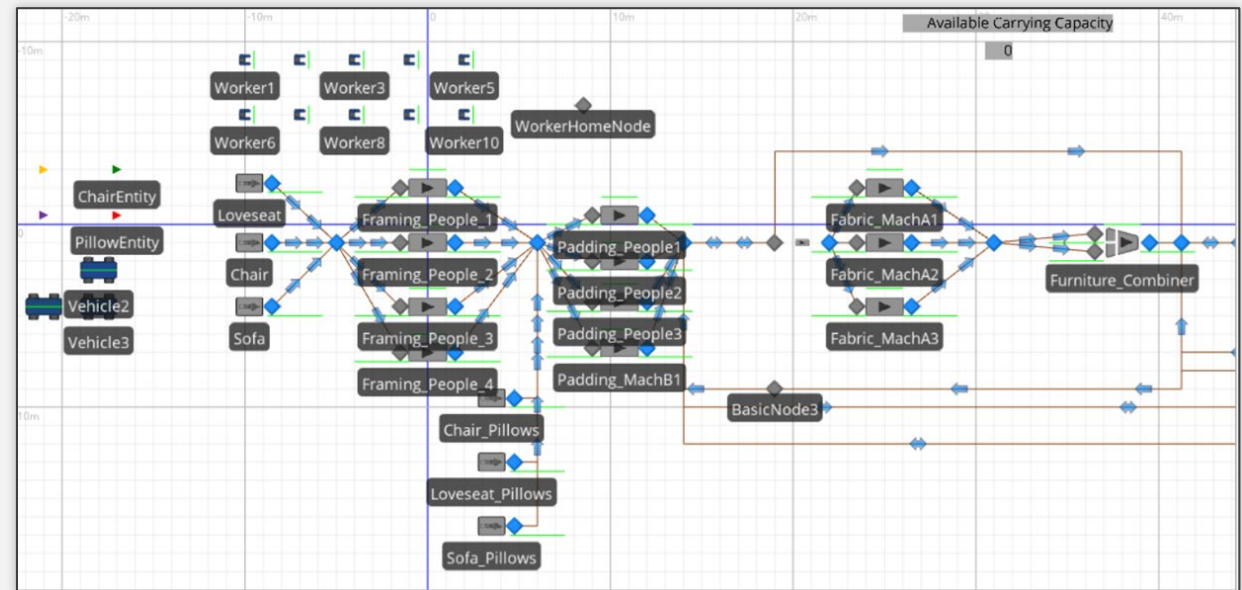 -20m
-10m
0
10m
20m
40m
Available Carrying Capacity
-10m
0
Worker1
Worker3
Worker5
WorkerHomeNode
Worker6
Worker8
Worker10
ChairEntity
Loveseat
Framing_People_1
Fabric_MachA1
0
PillowEntity
Padding_People1
Chair
Framing_People_2
Fabric_MachA2
Furniture_Combiner
Vehicle2
Padding_People2
Vehicle3
Sofa
Framing_People_3
Padding_People3
Fabric_MachA3
Framing_People_4
Padding_MachB1
BasicNode3
10m
Chair_Pillows
Loveseat_Pillows
Sofa_Pillows